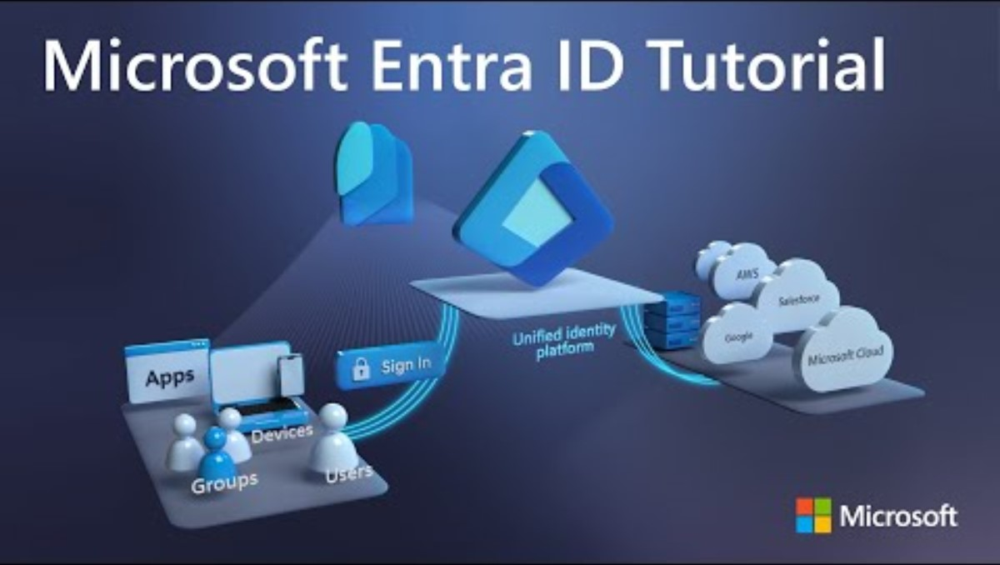 Microsoft Entra ID Tutorial
AWS
Salesforce
Google
Microsoft Cloud
Unified identity
platform
Sign In
Apps
Devices
Groups
Users
Microsoft